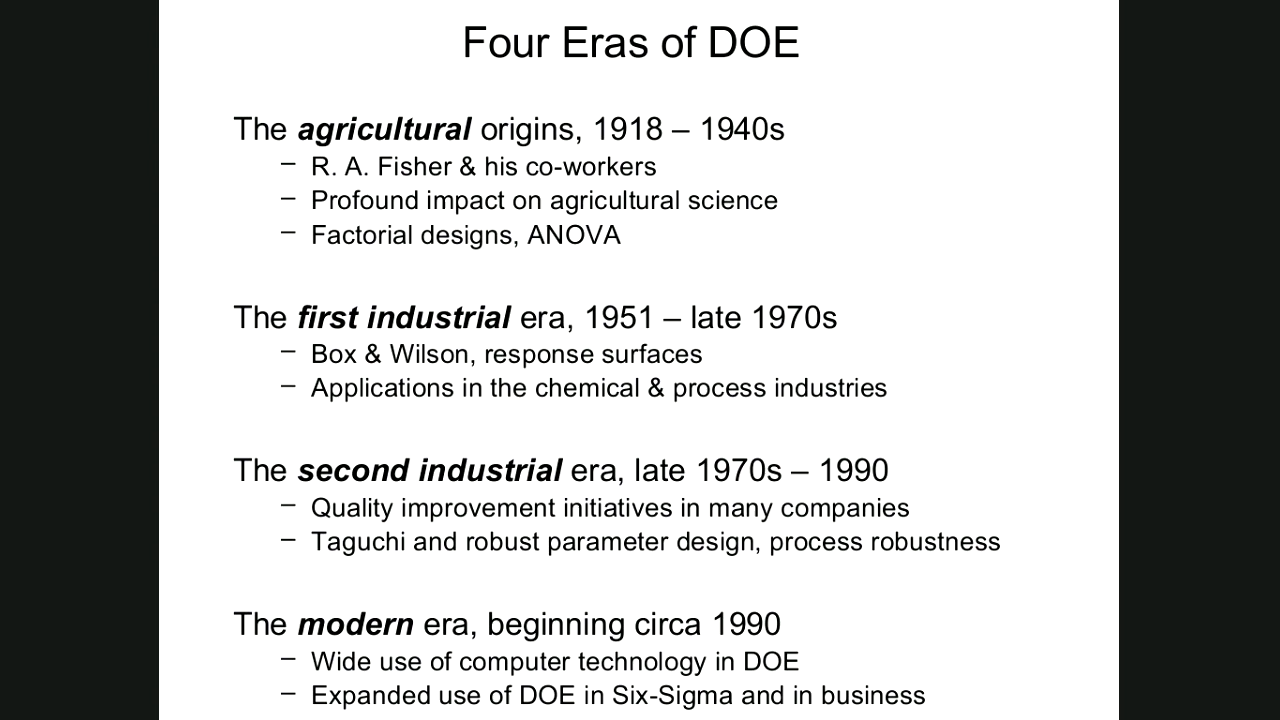 Four Eras of DOE
The agricultural origins, 1918 – 1940s
– R. A. Fisher & his co-workers
– Profound impact on agricultural science
– Factorial designs, ANOVA
The first industrial era, 1951 – late 1970s
– Box & Wilson, response surfaces
– Applications in the chemical & process industries
The second industrial era, late 1970s – 1990
– Quality improvement initiatives in many companies
– Taguchi and robust parameter design, process robustness
The modern era, beginning circa 1990
– Wide use of computer technology in DOE
– Expanded use of DOE in Six-Sigma and in business